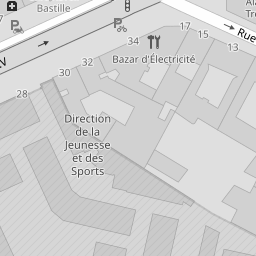 Bastille
Rue
34
17
15
13
Bazar d'Électricité
32
30
28
Direction
de la
Jeunesse
et des
Sports